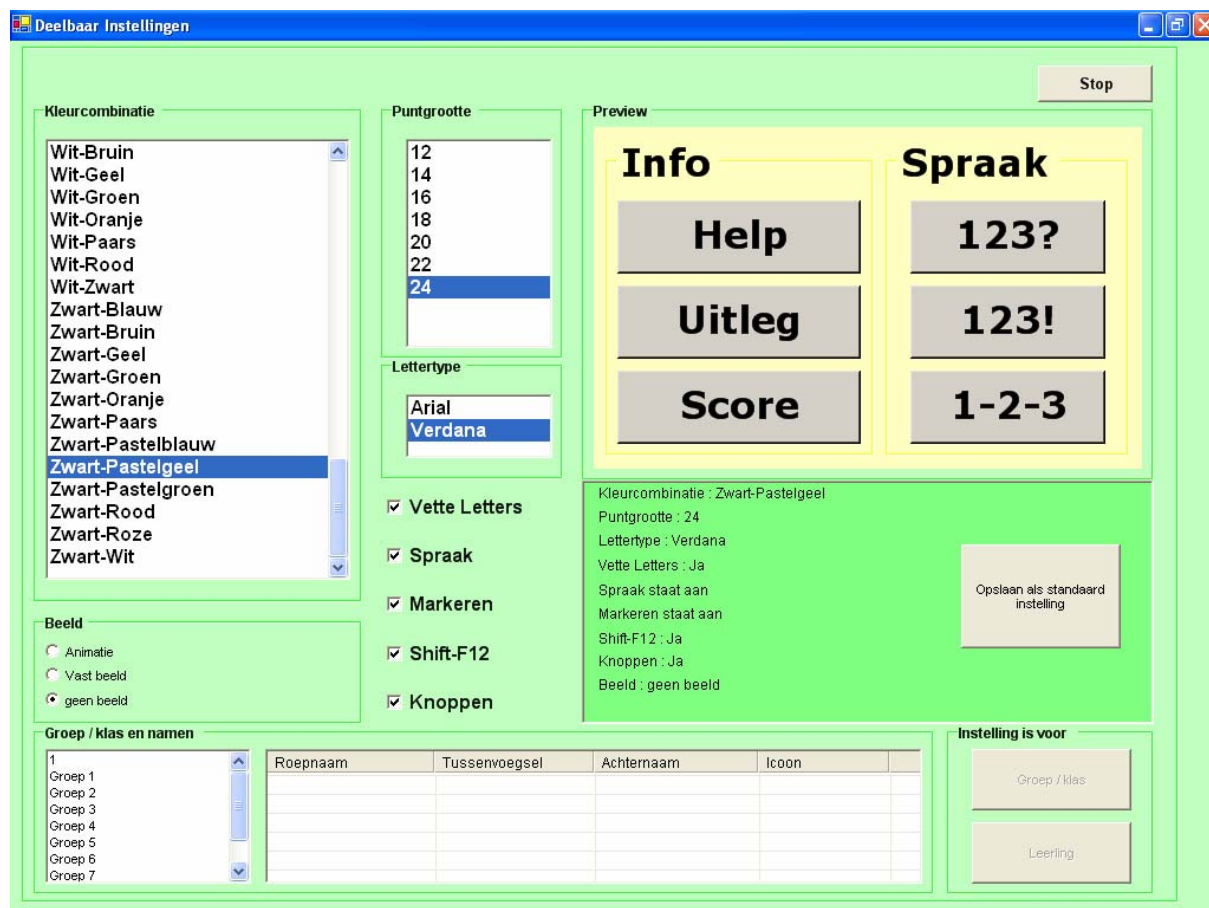 Deelbaar Instellingen
Stop
Kleurcombinatie
Wit-Bruin
Wit-Geel
Wit-Groen
Wit-Oranje
Wit-Paars
Wit-Rood
Wit-Zwart
Zwart-Blauw
Zwart-Bruin
Zwart-Geel
Zwart-Groen
Zwart-Oranje
Zwart-Paars
Zwart-Pastelblauw
Zwart-Pastelgeel
Zwart-Pastelgroen
Zwart-Rood
Zwart-Roze
Zwart-Wit
Puntgrootte
12
14
16
18
20
22
24
Lettertype
Arial
Verdana
Vette Letters
Spraak
Markeren
Shift-F12
Knoppen
Preview
Info
Help
Uitleg
Score
Spraak
123?
123!
1-2-3
Kleurcombinatie : Zwart-Pastelgeel
Puntgrootte : 24
Lettertype : Verdana
Vette Letters : Ja
Spraak staat aan
Markeren staat aan
Shift-F12 : Ja
Knoppen : Ja
Beeld : geen beeld
Opslaan als standaard
instelling
Beeld
Animatie
Vast beeld
geen beeld
Groep / klas en namen
1
Groep 1
Groep 2
Groep 3
Groep 4
Groep 5
Groep 6
Groep 7
Roepnaam Tussenvoegsel Achternaam Icoon
Instelling is voor
Groep / klas
Leerling